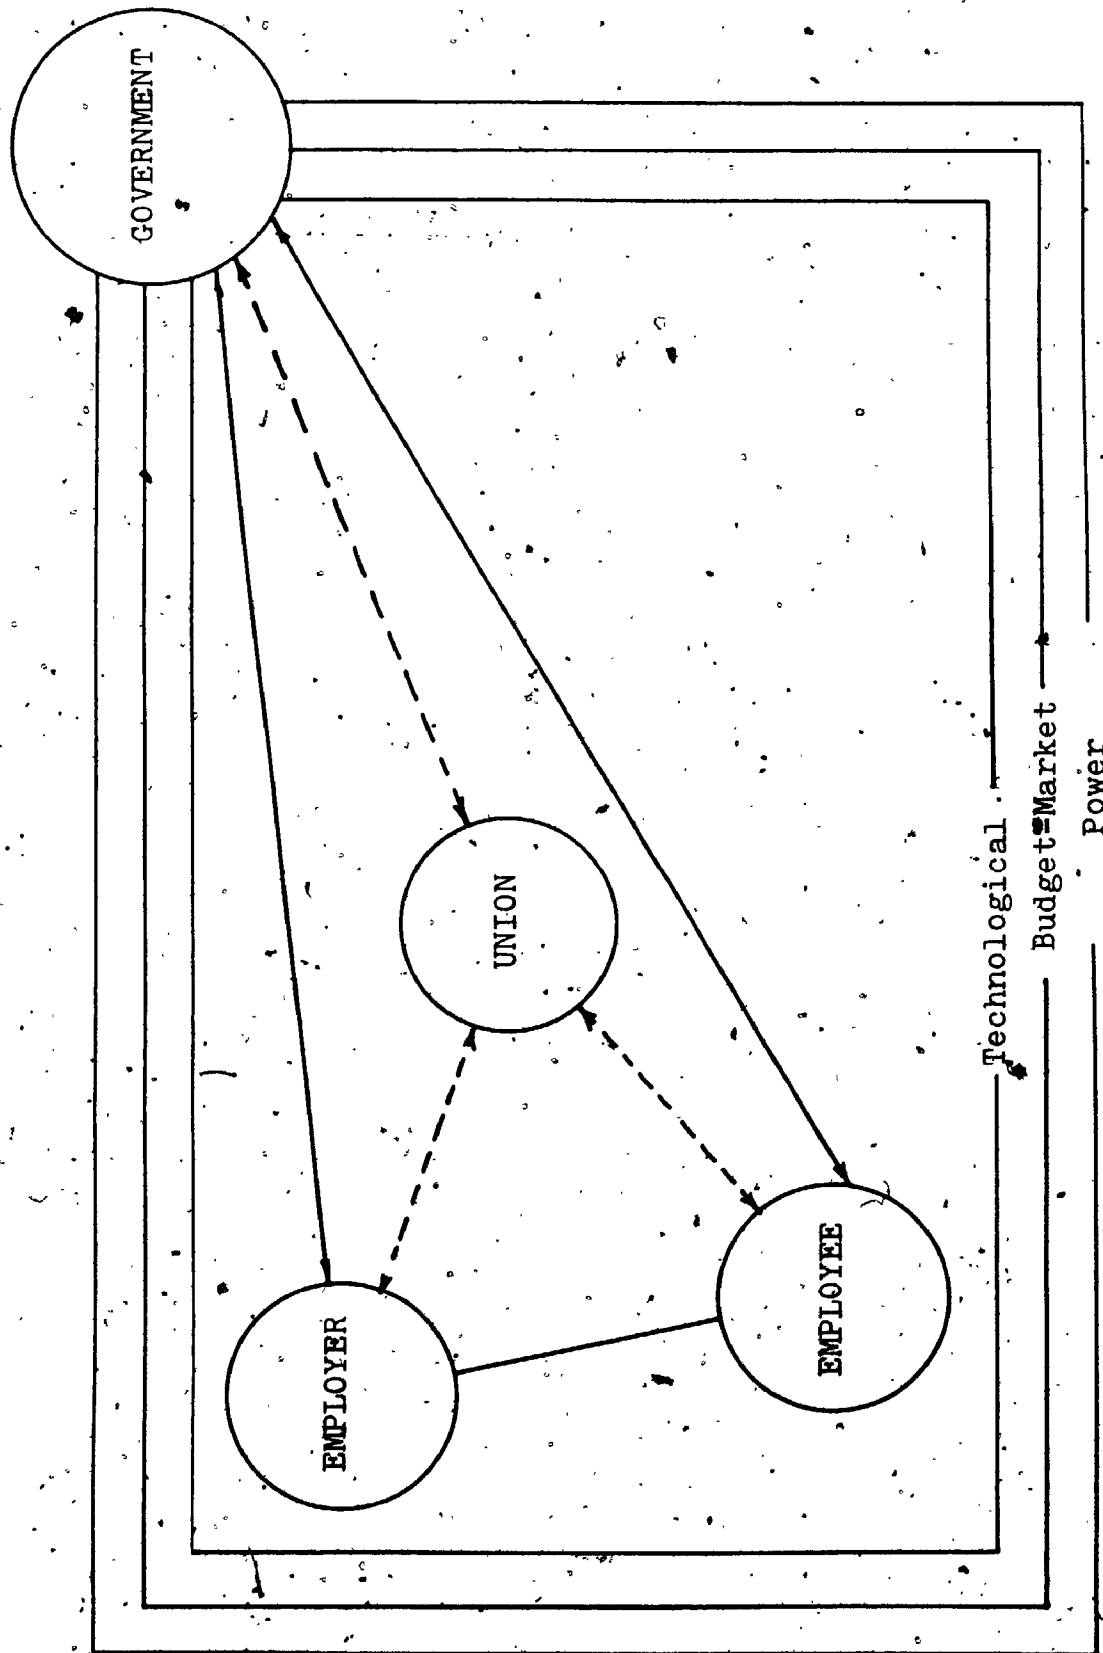 GOVERNMENT
UNION
EMPLOYER
EMPLOYEE
Technological
Budget-Market
Power